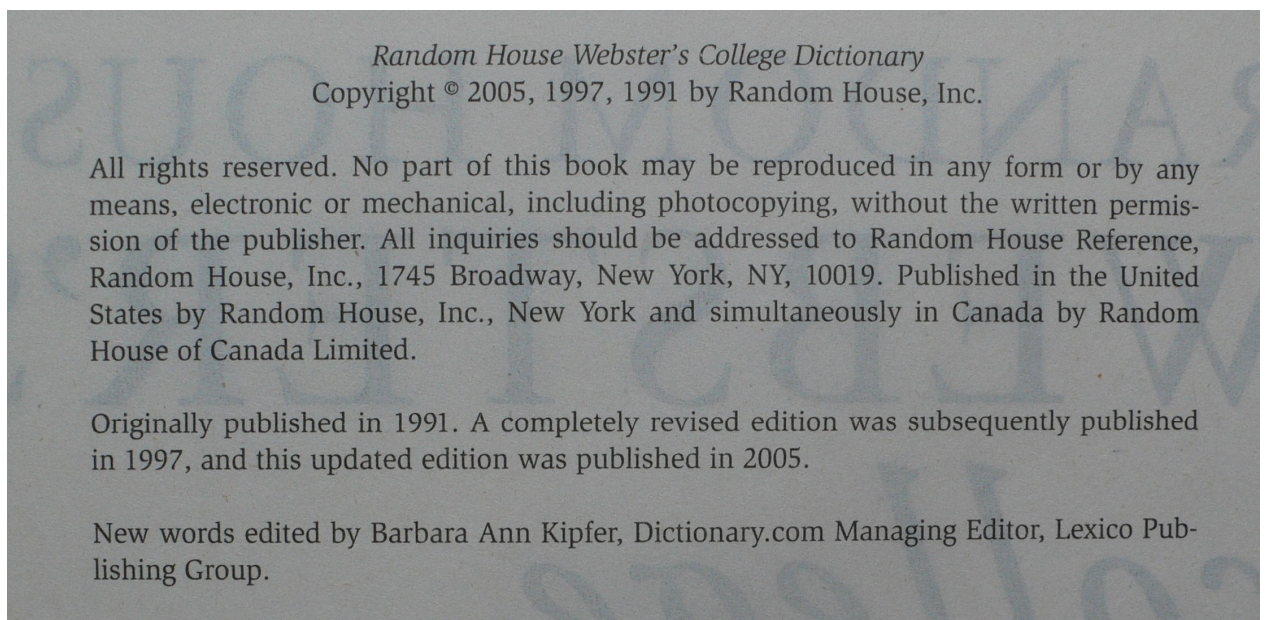 Random House Webster's College Dictionary
Copyright © 2005, 1997, 1991 by Random House, Inc.
All rights reserved. No part of this book may be reproduced in any form or by any
means, electronic or mechanical, including photocopying, without the written permis-
sion of the publisher. All inquiries should be addressed to Random House Reference,
Random House, Inc., 1745 Broadway, New York, NY, 10019. Published in the United
States by Random House, Inc., New York and simultaneously in Canada by Random
House of Canada Limited.
Originally published in 1991. A completely revised edition was subsequently published
in 1997, and this updated edition was published in 2005.
New words edited by Barbara Ann Kipfer, Dictionary.com Managing Editor, Lexico Pub-
lishing Group.